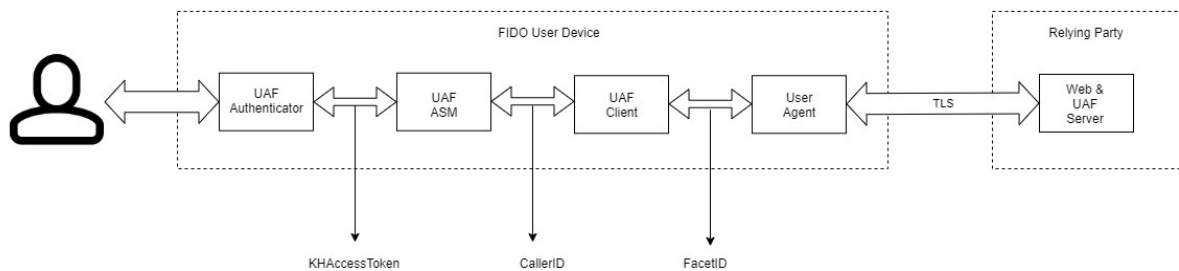 FIDO User Device
Relying Party
UAF
Authenticator
UAF
ASM
UAF
Client
User
Agent
TLS
Web &
UAF
Server
KHAccessToken
CallerID
FacetID